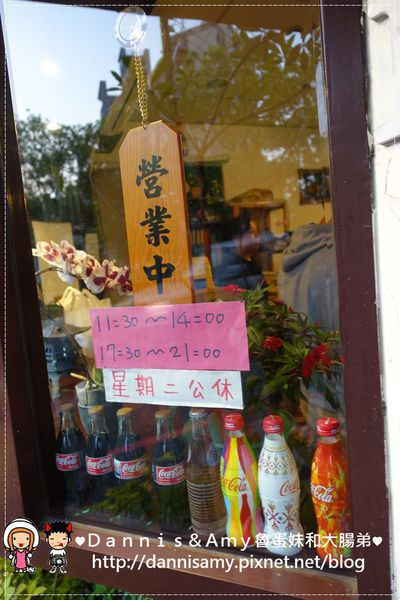 營業中
11:30～14:00
17:30～21:00
星期二公休
Coca-Cola
Coca-Cola
Coca-Cola
Coca-Cola
Coca-Cola
Coca-Cola
Coca-Cola
♥Dannis&Amy魯蛋妹和大腸弟♥
http://dannisamy.pixnet.net/blog